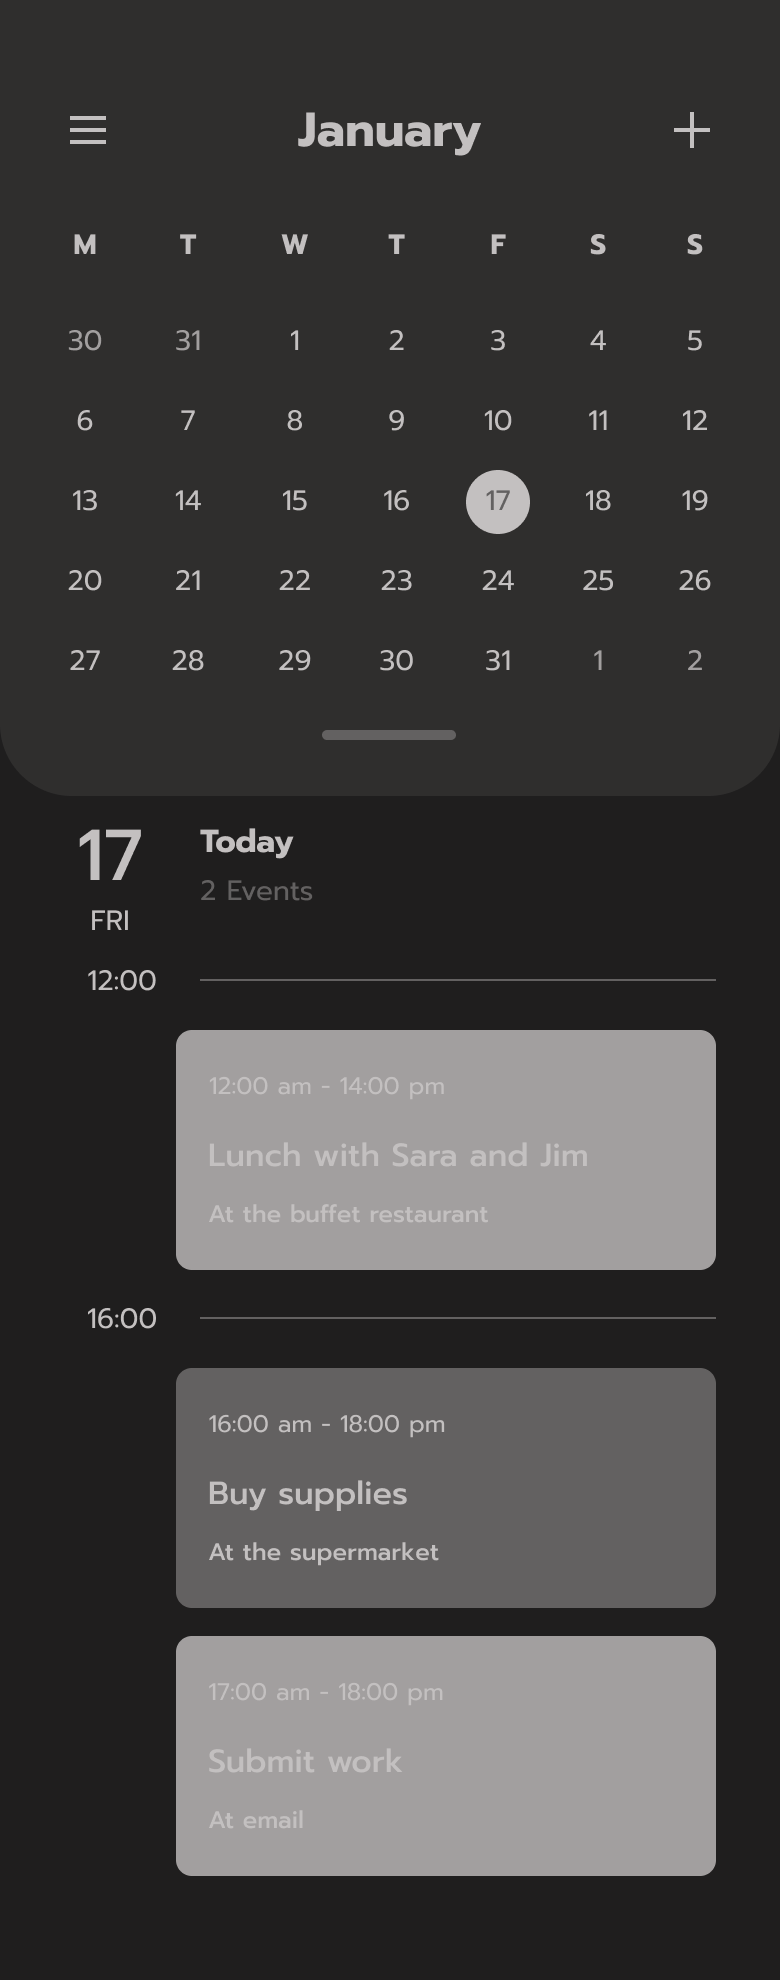 January
M T W T F S S
30 31 1 2 3 4 5
6 7 8 9 10 11 12
13 14 15 16 17 18 19
20 21 22 23 24 25 26
27 28 29 30 31 1 2
17 Today
2 Events
FRI
12:00
12:00 am - 14:00 pm
Lunch with Sara and Jim
At the buffet restaurant
16:00
16:00 am - 18:00 pm
Buy supplies
At the supermarket
17:00 am - 18:00 pm
Submit work
At email